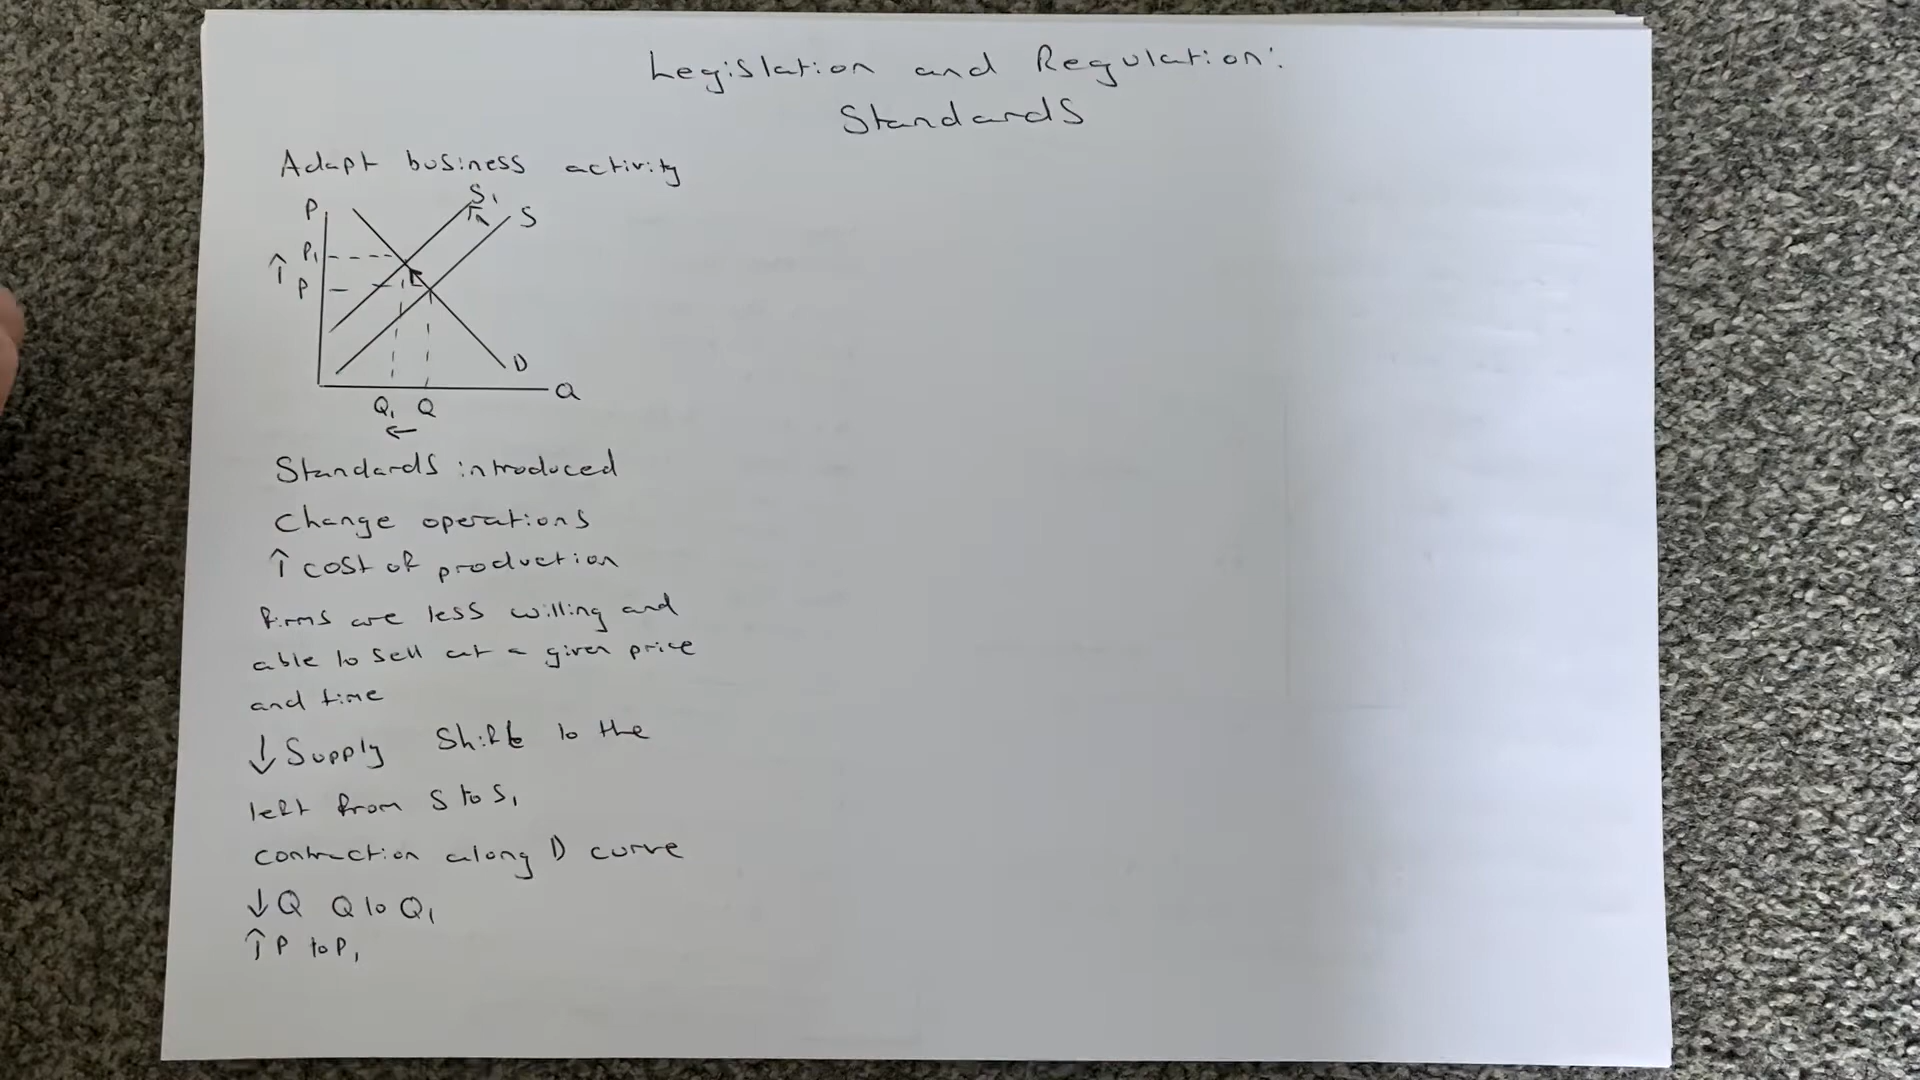 Legislation and Regulation:
Standards
Adapt business activity
P
S₁
S
P₁
↑
P
D
Q
Q₁ Q
←
Standards introduced
Change operations
↑ cost of production
firms are less willing and
able to sell at a given price
and time
↓ Supply Shift to the
left from S to S₁
contraction along D curve
↓ Q Q to Q₁
↑ P to P₁